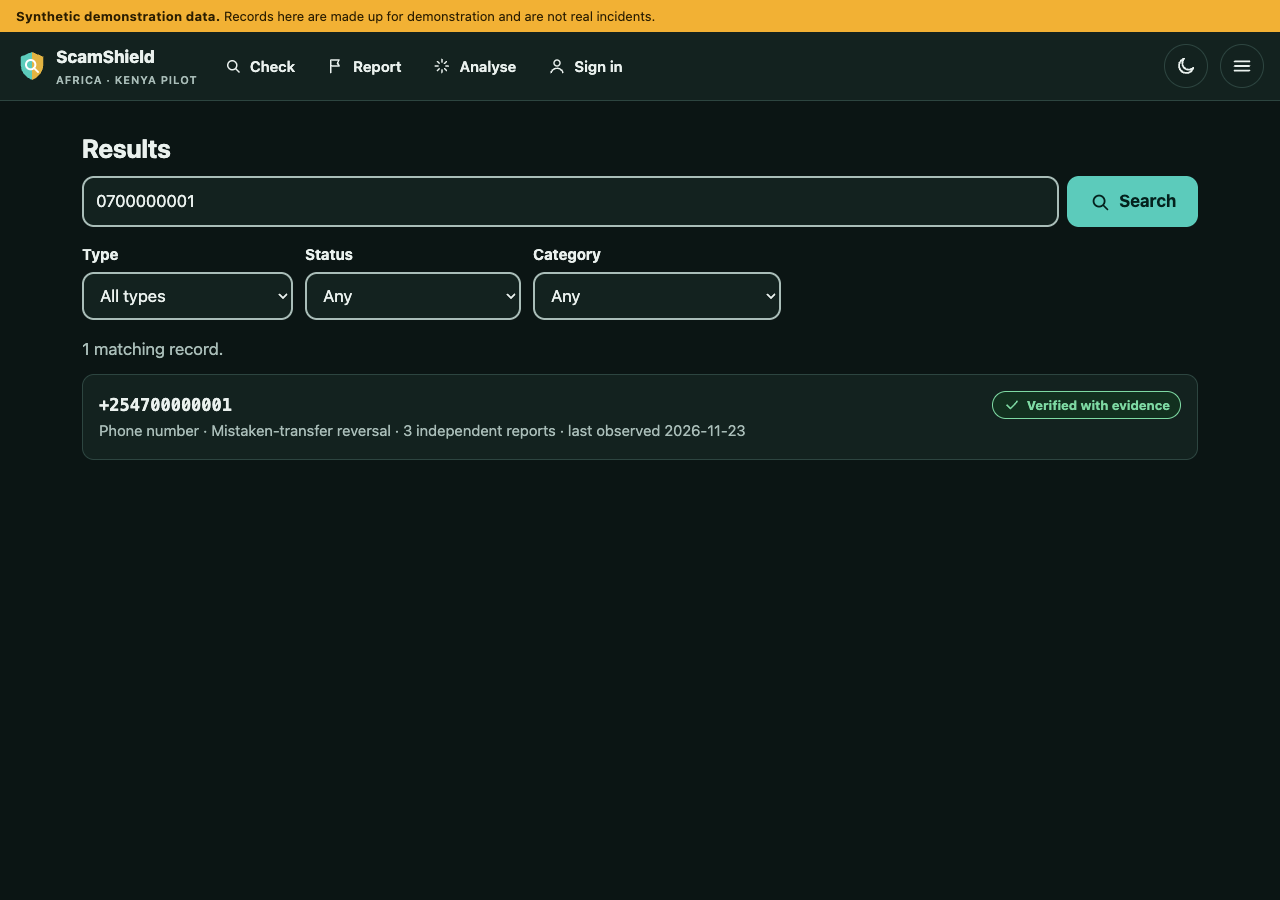 Synthetic demonstration data. Records here are made up for demonstration and are not real incidents.
ScamShield
AFRICA · KENYA PILOT
Check
Report
Analyse
Sign in
Results
0700000001
Search
Type
Status
Category
All types
Any
Any
1 matching record.
+254700000001
Verified with evidence
Phone number · Mistaken-transfer reversal · 3 independent reports · last observed 2026-11-23